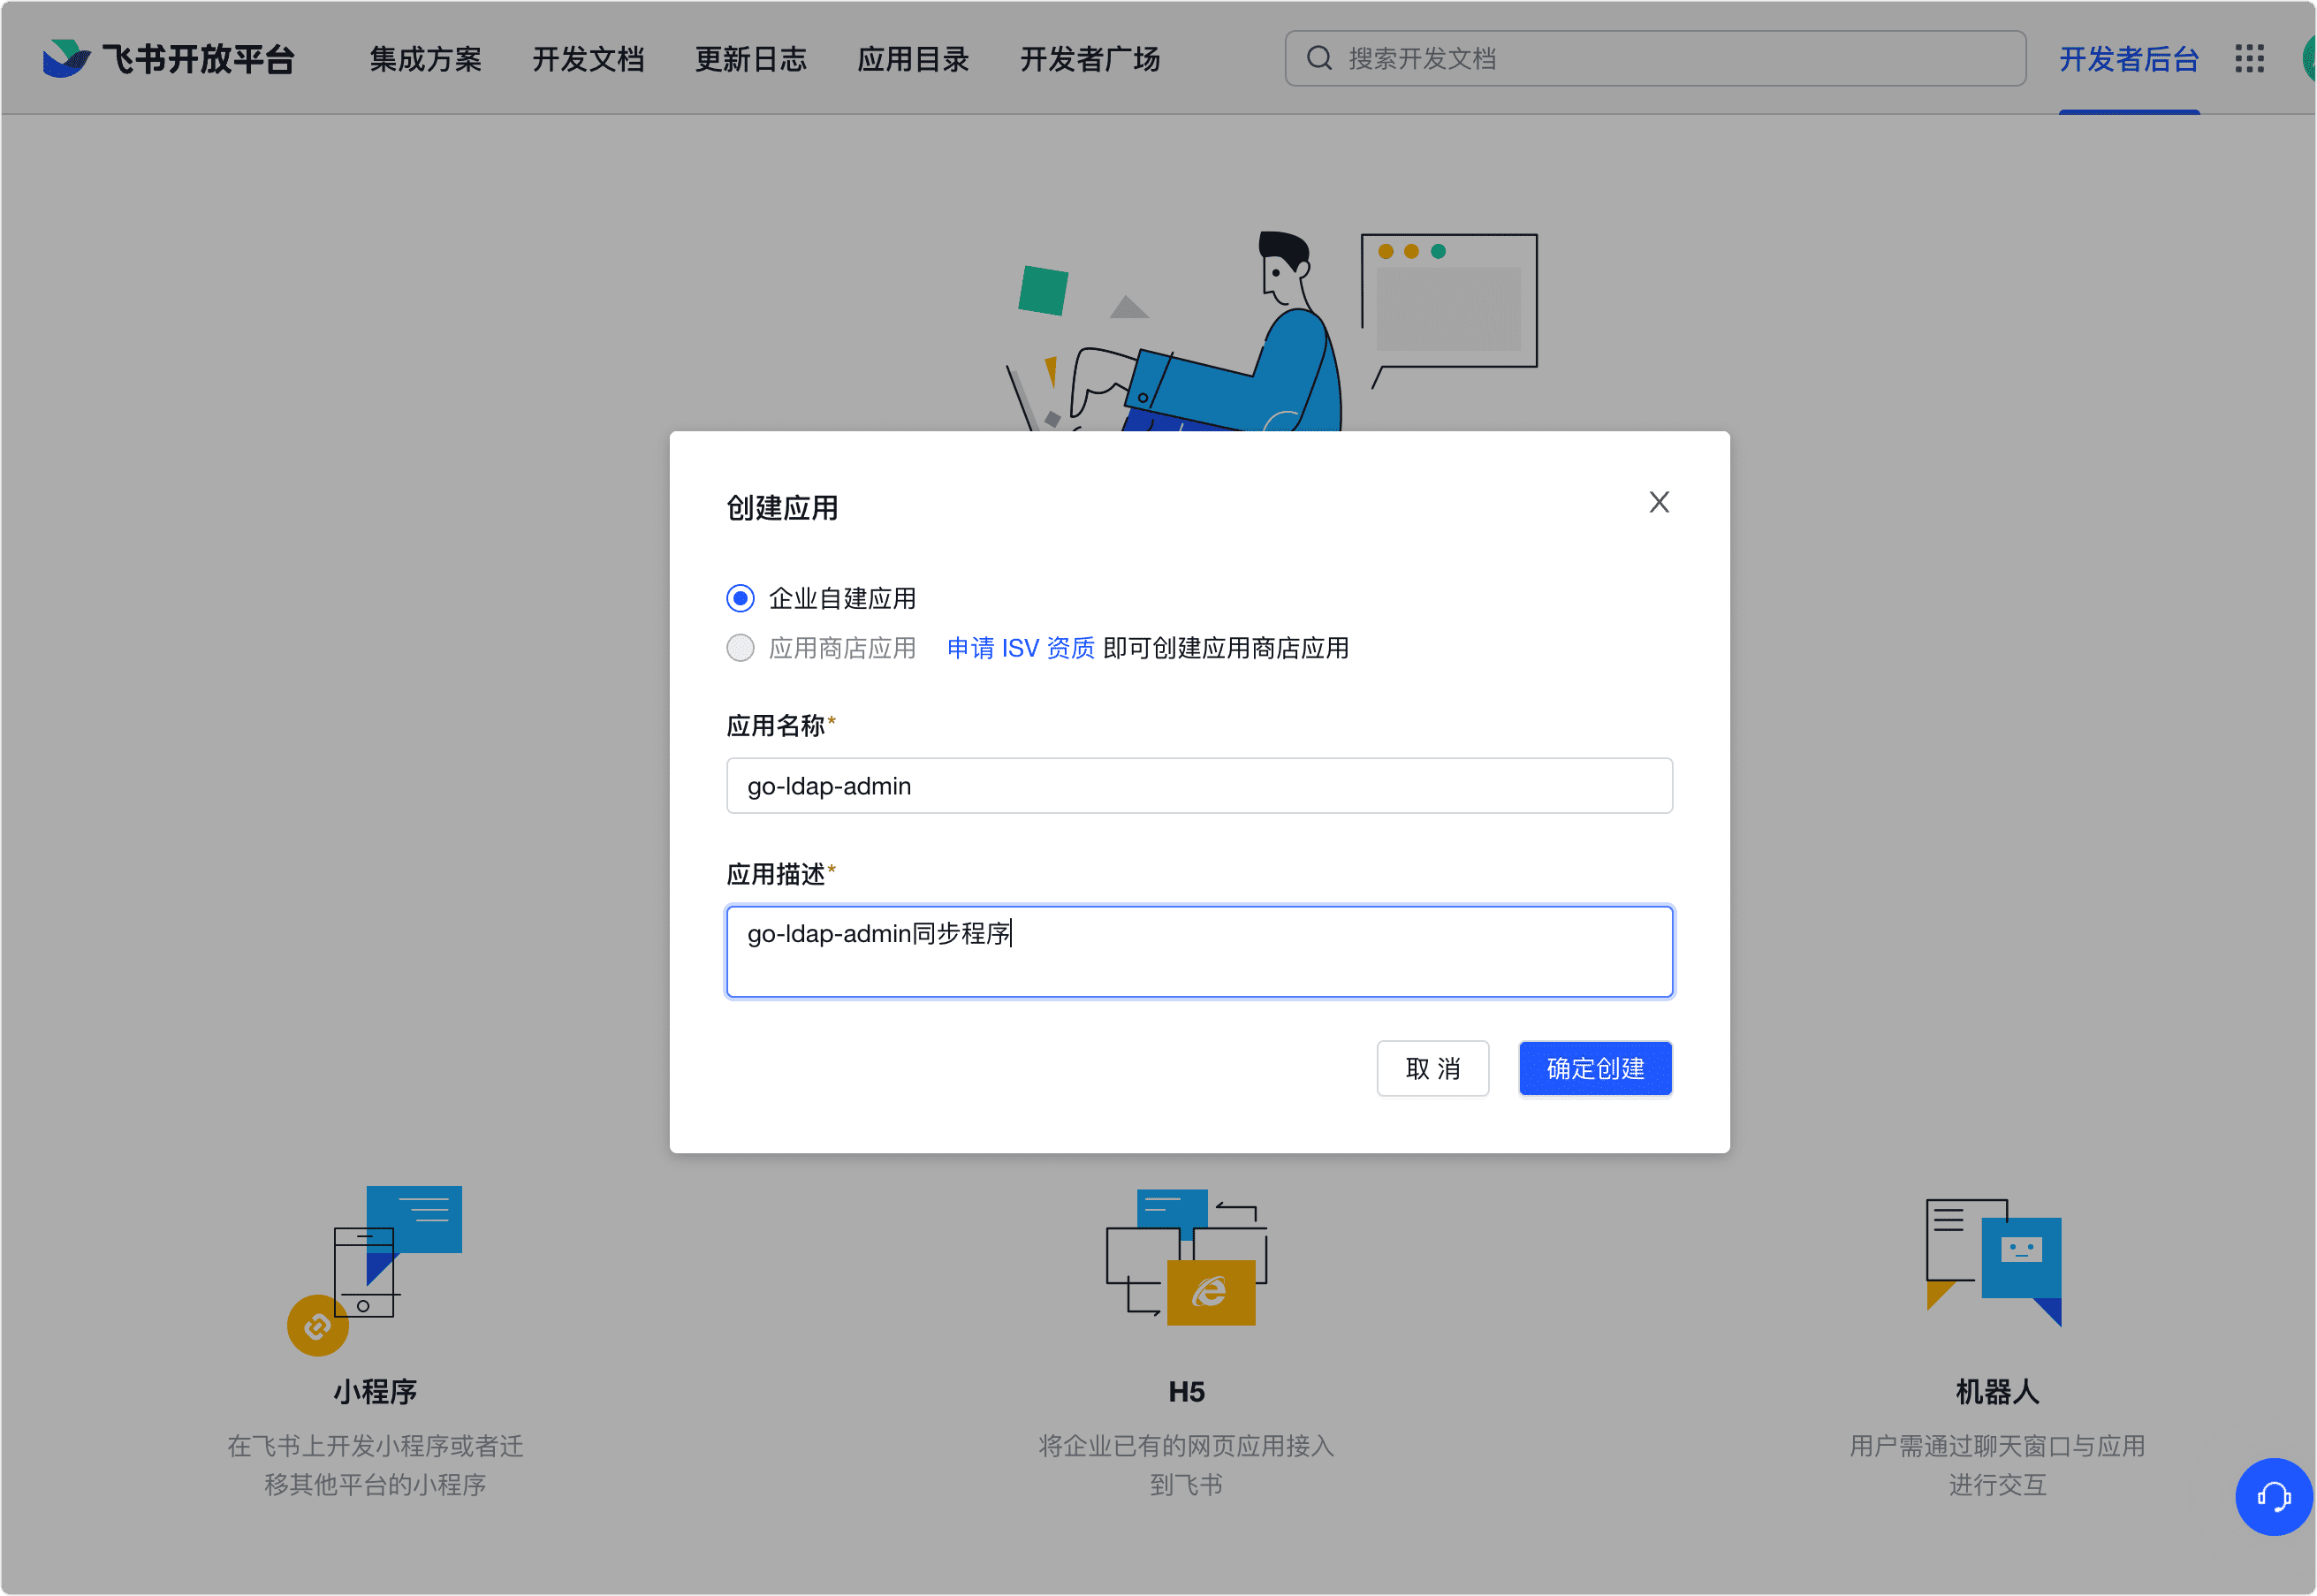 飞书开放平台 集成方案 开发文档 更新日志 应用目录 开发者广场 搜索开发文档 开发者后台
创建应用
企业自建应用
应用商店应用 申请 ISV 资质 即可创建应用商店应用
应用名称*
go-ldap-admin
应用描述*
go-ldap-admin同步程序
取 消 确定创建
小程序
在飞书上开发小程序或者迁
移其他平台的小程序
H5
将企业已有的网页应用接入
到飞书
机器人
用户需通过聊天窗口与应用
进行交互